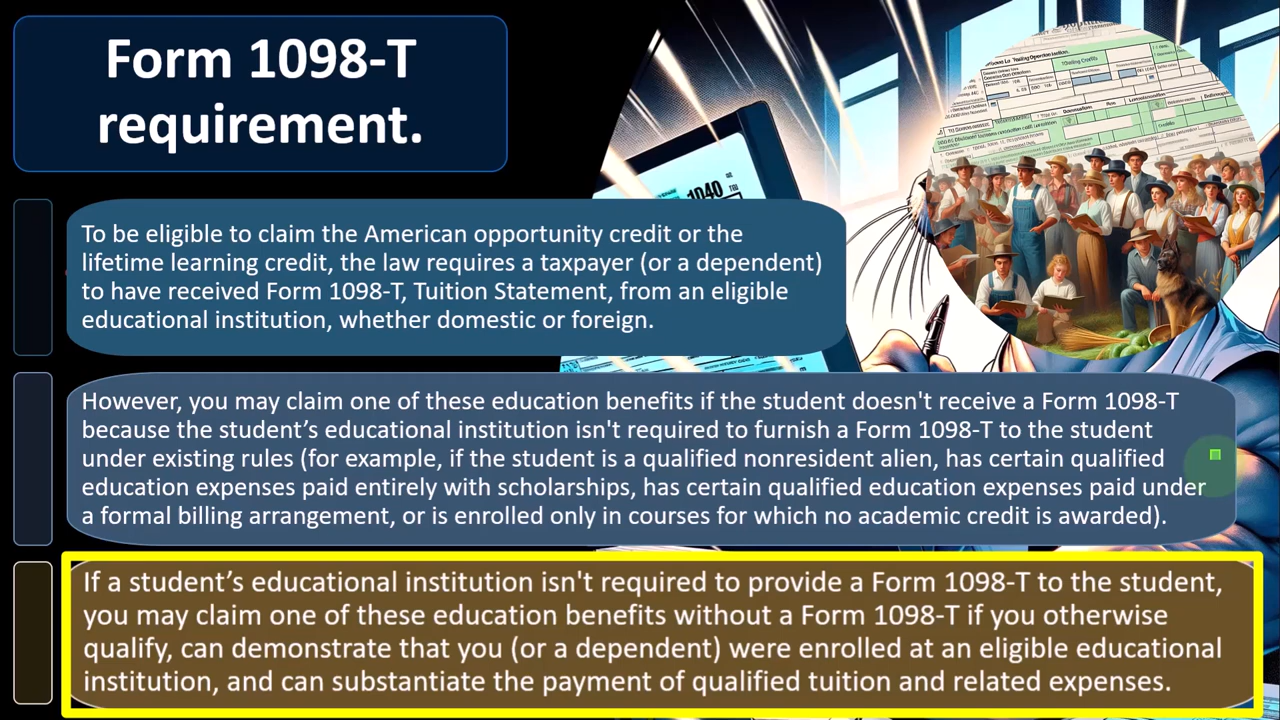 Form 1098-T
requirement.
1040
To be eligible to claim the American opportunity credit or the
lifetime learning credit, the law requires a taxpayer (or a dependent)
to have received Form 1098-T, Tuition Statement, from an eligible
educational institution, whether domestic or foreign.
However, you may claim one of these education benefits if the student doesn't receive a Form 1098-T
because the student’s educational institution isn't required to furnish a Form 1098-T to the student
under existing rules (for example, if the student is a qualified nonresident alien, has certain qualified
education expenses paid entirely with scholarships, has certain qualified education expenses paid under
a formal billing arrangement, or is enrolled only in courses for which no academic credit is awarded).
If a student’s educational institution isn't required to provide a Form 1098-T to the student,
you may claim one of these education benefits without a Form 1098-T if you otherwise
qualify, can demonstrate that you (or a dependent) were enrolled at an eligible educational
institution, and can substantiate the payment of qualified tuition and related expenses.